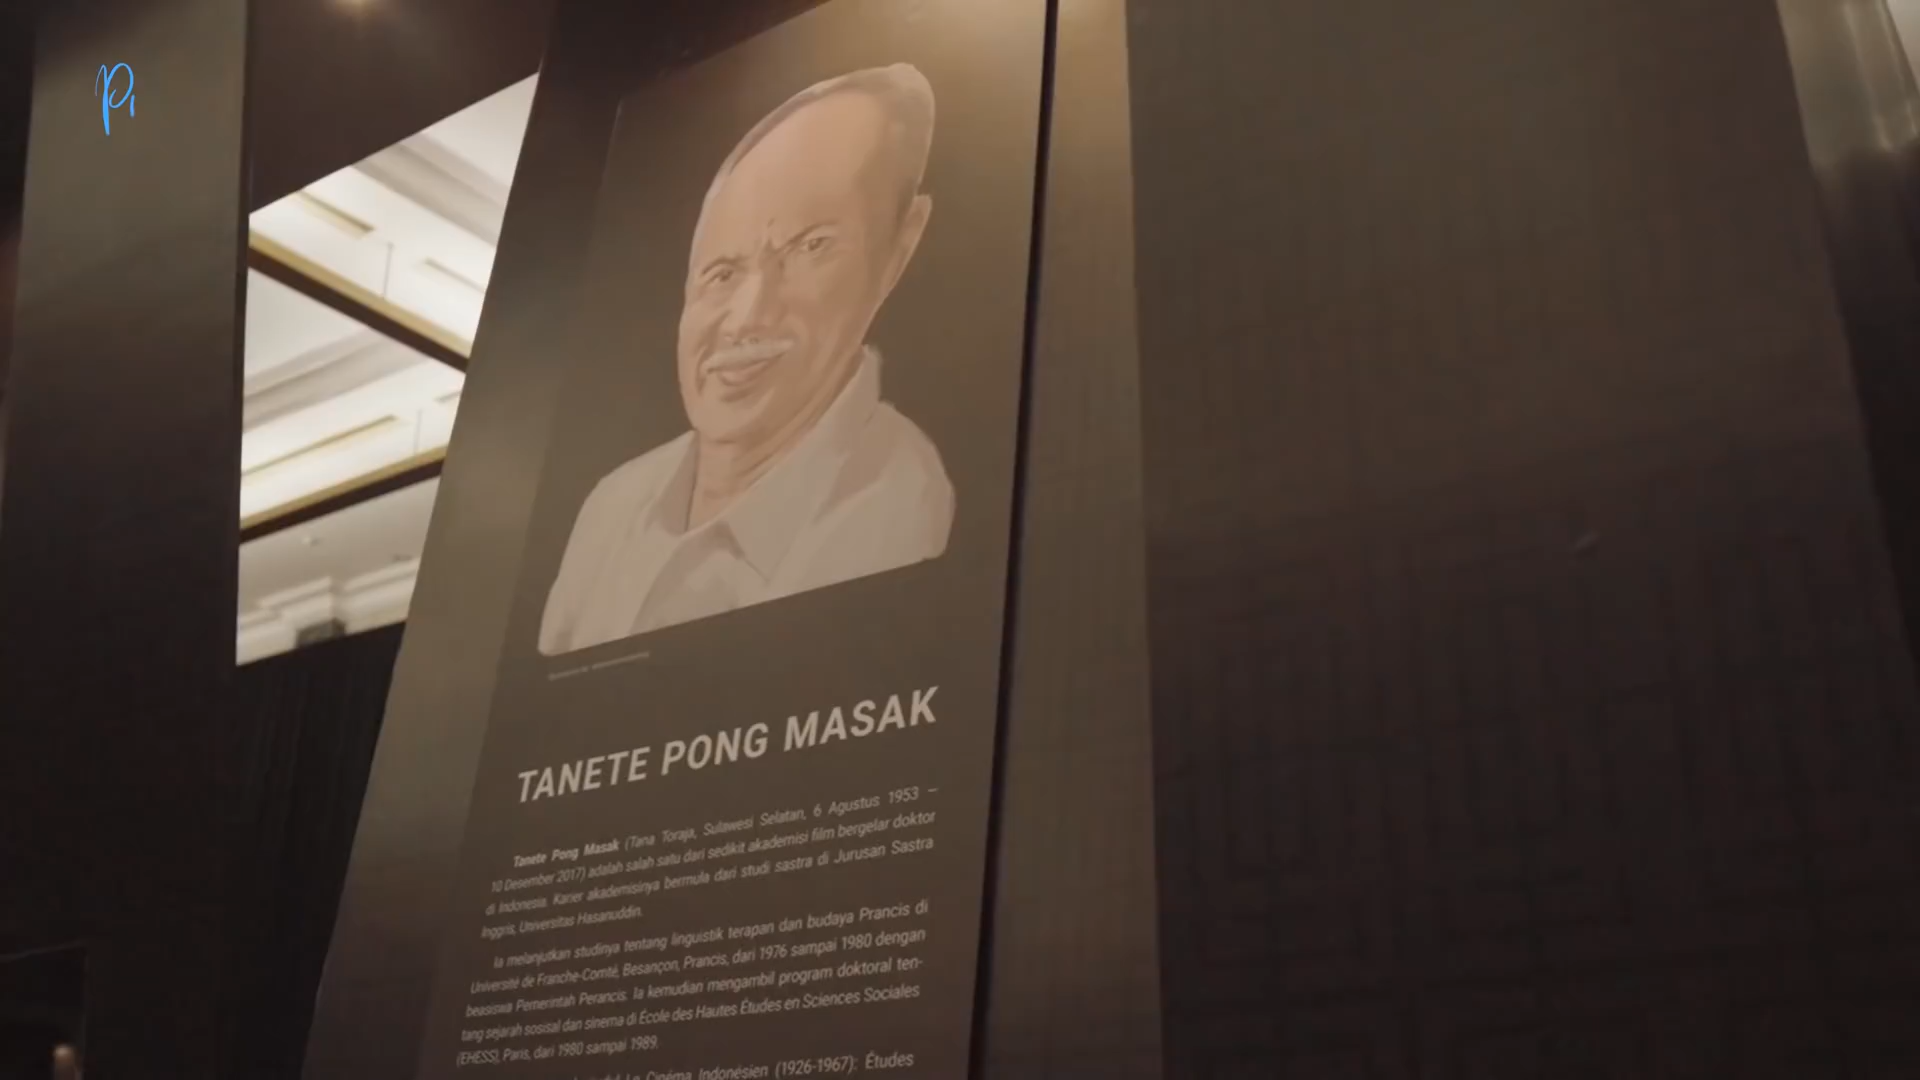 Pi
TANETE PONG MASAK
Tanete Pong Masak (Tana Toraja, Sulawesi Selatan, 6 Agustus 1953 –
10 Desember 2017) adalah salah satu dari sedikit akademisi film bergelar doktor
di Indonesia. Karier akademisinya bermula dari studi sastra di Jurusan Sastra
Inggris, Universitas Hasanuddin.
Ia melanjutkan studinya tentang linguistik terapan dan budaya Prancis di
Université de Franche-Comté, Besançon, Prancis, dari 1976 sampai 1980 dengan
beasiswa Pemerintah Perancis. Ia kemudian mengambil program doktoral ten-
tang sejarah sosisal dan sinema di École des Hautes Études en Sciences Sociales
(EHESS), Paris, dari 1980 sampai 1989.
Le Cinéma Indonésien (1926-1967): Études